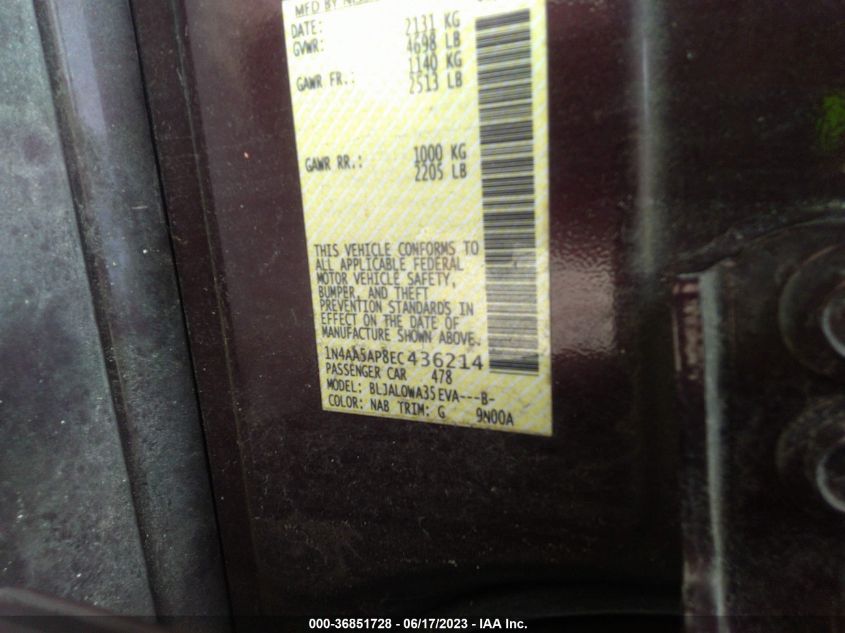 MFD BY
DATE:
GVWR: 2131 KG
4698 LB
GAWR FR.: 1140 KG
2513 LB
GAWR RR.: 1000 KG
2205 LB
THIS VEHICLE CONFORMS TO
ALL APPLICABLE FEDERAL
MOTOR VEHICLE SAFETY,
BUMPER, AND THEFT
PREVENTION STANDARDS IN
EFFECT ON THE DATE OF
MANUFACTURE SHOWN ABOVE.
1N4AA5AP8EC436214
PASSENGER CAR 478
MODEL: BLJALOWA35EVA---B-
COLOR: NAB TRIM: G 9N00A
000-36851728 - 06/17/2023 - IAA Inc.